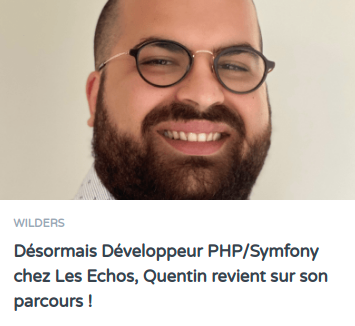 WILDERS
Désormais Développeur PHP/Symfony
chez Les Echos, Quentin revient sur son
parcours !